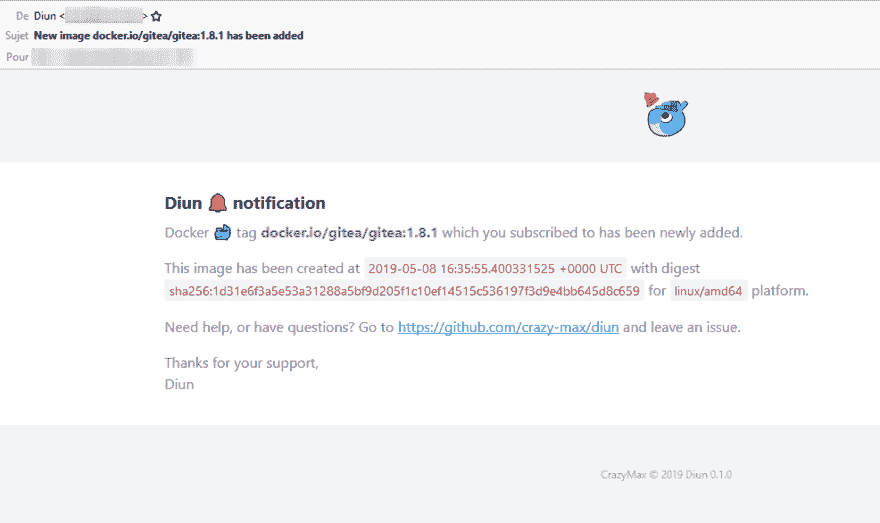 De Diun < > ☆
Sujet New image docker.io/gitea/gitea:1.8.1 has been added
Pour
Diun 🔔 notification
Docker 🐳 tag docker.io/gitea/gitea:1.8.1 which you subscribed to has been newly added.
This image has been created at 2019-05-08 16:35:55.400331525 +0000 UTC with digest
sha256:1d31e6f3a5e53a31288a5bf9d205f1c10ef14515c536197f3d9e4bb645d8c659 for linux/amd64 platform.
Need help, or have questions? Go to https://github.com/crazy-max/diun and leave an issue.
Thanks for your support,
Diun
CrazyMax © 2019 Diun 0.1.0